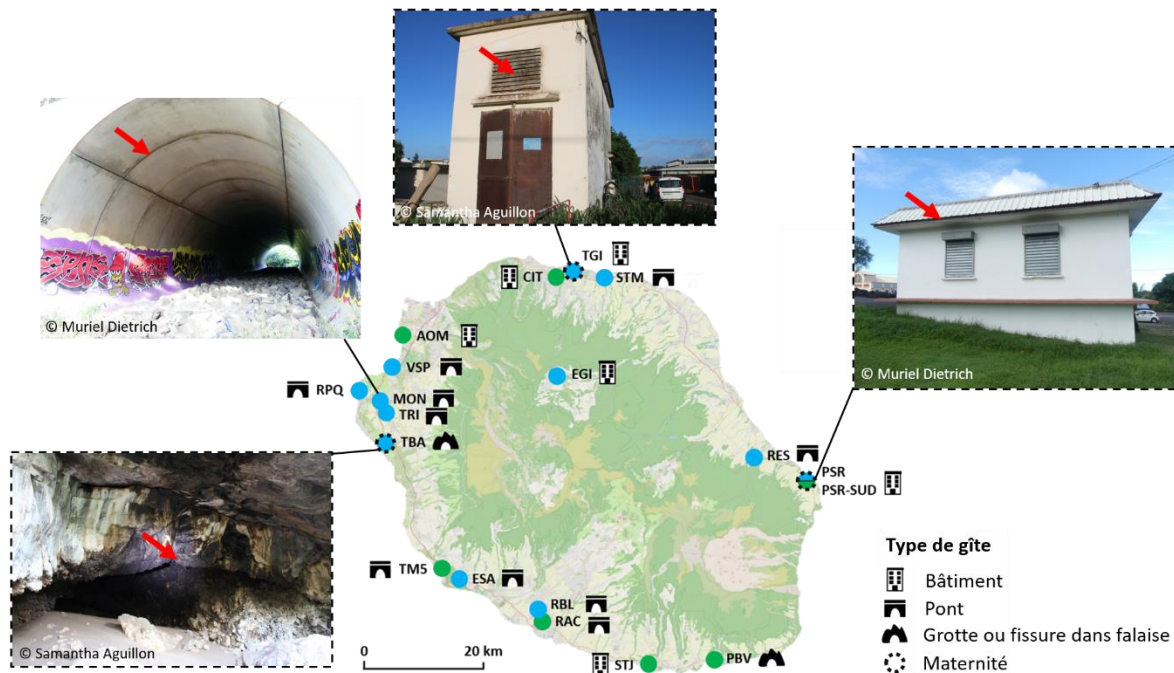 © Samantha Aguillon
© Muriel Dietrich
© Muriel Dietrich
TGI
CIT
STM
AOM
VSP
EGI
RPQ
MON
TRI
TBA
RES
PSR
PSR-SUD
© Samantha Aguillon
TM5
ESA
RBL
RAC
STJ
PBV
0
20 km
Type de gîte
Bâtiment
Pont
Grotte ou fissure dans falaise
Maternité